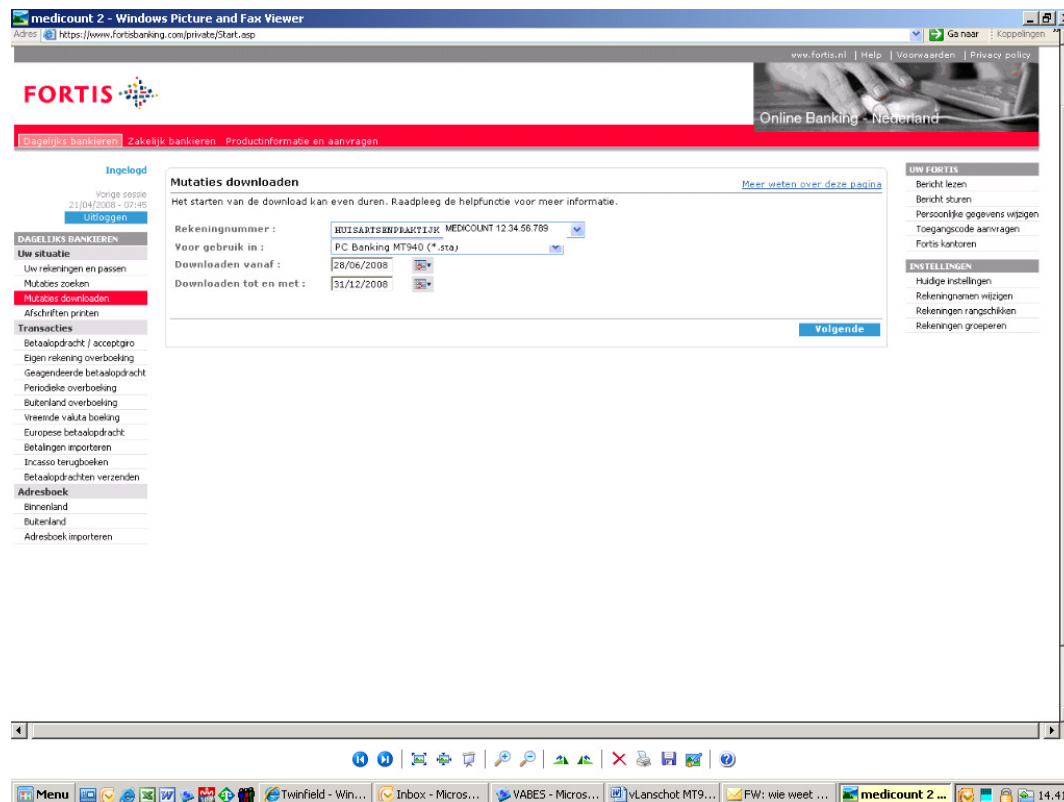 medicount 2 - Windows Picture and Fax Viewer
Adres https://www.fortisbanking.com/private/Start.asp Ga naar Koppelingen
www.fortis.nl | Help | Voorwaarden | Privacy policy
FORTIS
Online Banking - Nederland
Dagelijks bankieren Zakelijk bankieren Productinformatie en aanvragen
Ingelogd
Vorige sessie
21/04/2008 - 07:45
Uitloggen
DAGELIJKS BANKIEREN
Uw situatie
Uw rekeningen en passen
Mutaties zoeken
Mutaties downloaden
Afschriften printen
Transacties
Betaalopdracht / acceptgiro
Eigen rekening overboeking
Geagendeerde betaalopdracht
Periodieke overboeking
Buitenland overboeking
Vreemde valuta boeking
Europese betaalopdracht
Betalingen importeren
Incasso terugboeken
Betaalopdrachten verzenden
Adresboek
Binnenland
Buitenland
Adresboek importeren
Mutaties downloaden Meer weten over deze pagina
Het starten van de download kan even duren. Raadpleeg de helpfunctie voor meer informatie.
Rekeningnummer : HUISARTSENPRAKTIJK MEDICOUNT 12.34.56.789
Voor gebruik in : PC Banking MT940 (*.sta)
Downloaden vanaf : 28/06/2008
Downloaden tot en met : 31/12/2008
Volgende
UW FORTIS
Bericht lezen
Bericht sturen
Persoonlijke gegevens wijzigen
Toegangscode aanvragen
Fortis kantoren
INSTELLINGEN
Huidige instellingen
Rekeningnamen wijzigen
Rekeningen rangschikken
Rekeningen groeperen
Menu Twinfield - Win... Inbox - Micros... VABES - Micros... vLanschot MT9... FW: wie weet ... medicount 2 ...